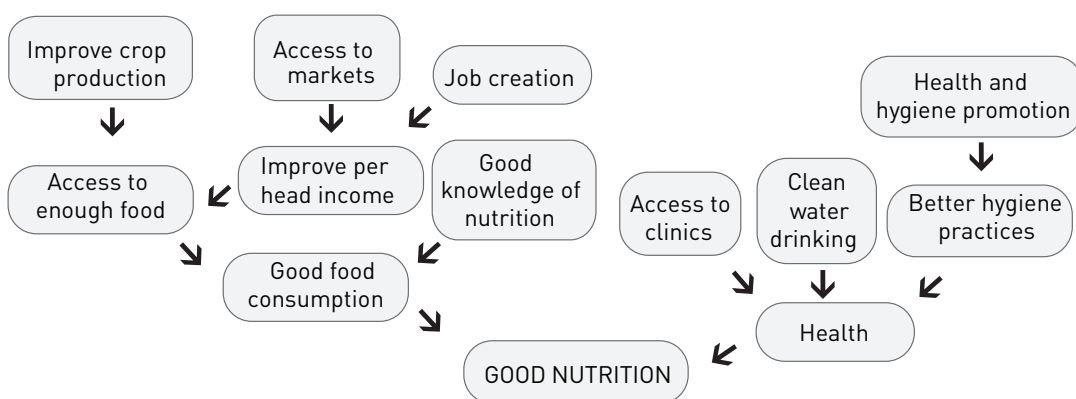 Improve crop
production
Access to
markets
Job creation
Health and
hygiene promotion
Access to
enough food
Improve per
head income
Good
knowledge of
nutrition
Access to
clinics
Clean
water
drinking
Better hygiene
practices
Good food
consumption
Health
GOOD NUTRITION